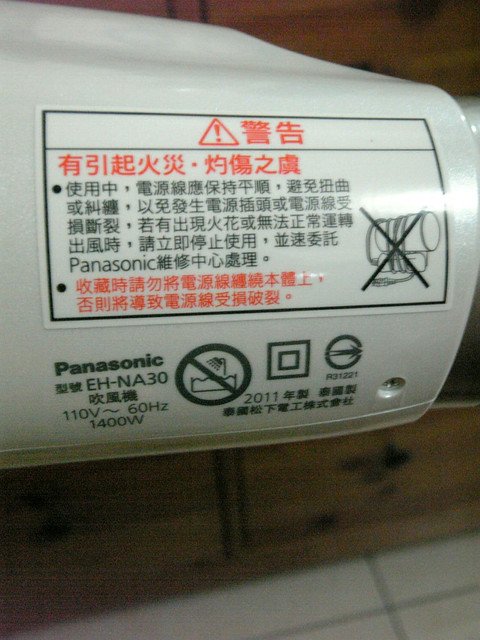 警告
有引起火災・灼傷之虞
●使用中，電源線應保持平順，避免扭曲
或糾纏，以免發生電源插頭或電源線受
損斷裂，若有出現火花或無法正常運轉
出風時，請立即停止使用，並速委託
Panasonic維修中心處理。
●收藏時請勿將電源線纏繞本體上，
否則將導致電源線受損破裂。
Panasonic
型號 EH-NA30
吹風機
110V～ 60Hz
1400W
R31221
2011年製 泰國製
泰國松下電工株式會社